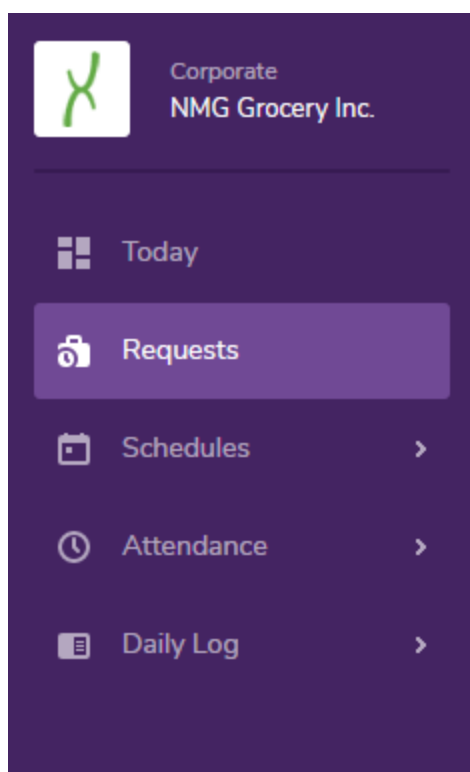 Corporate
NMG Grocery Inc.
Today
Requests
Schedules
Attendance
Daily Log